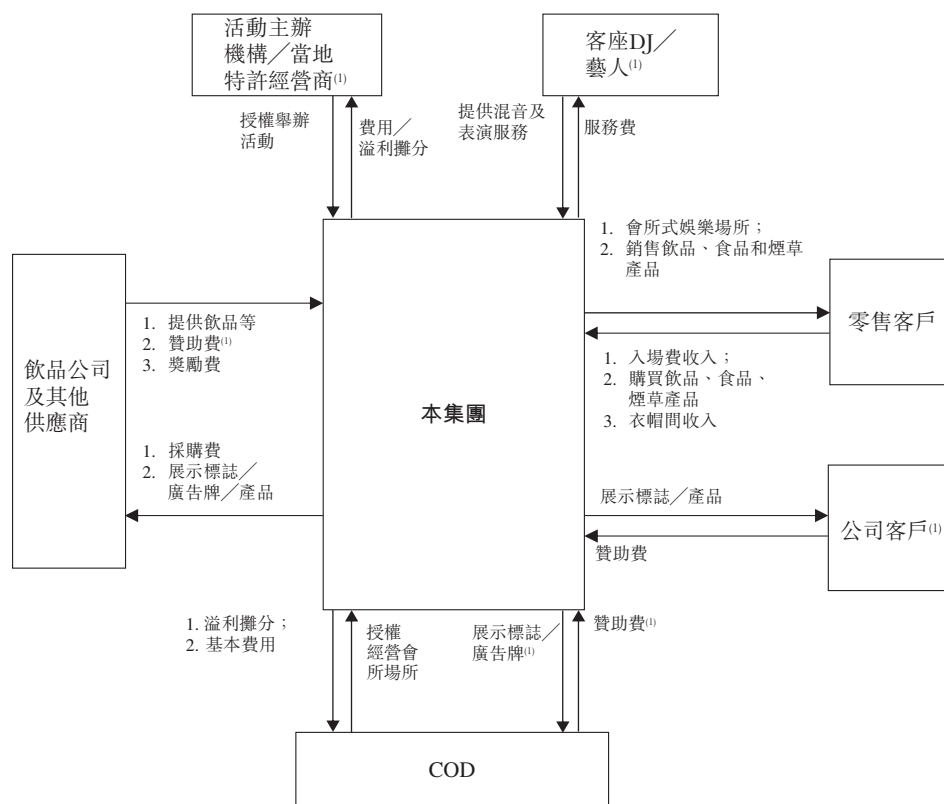 活動主辦
機構／當地
特許經營商(1)
客座DJ／
藝人(1)
授權舉辦
活動
費用／
溢利攤分
提供混音及
表演服務
服務費
1. 會所式娛樂場所；
2. 銷售飲品、食品和煙草
產品
飲品公司
及其他
供應商
1. 提供飲品等
2. 贊助費(1)
3. 獎勵費
本集團
零售客戶
1. 入場費收入；
2. 購買飲品、食品、
煙草產品
3. 衣帽間收入
1. 採購費
2. 展示標誌／
廣告牌／產品
展示標誌／產品
公司客戶(1)
贊助費
1. 溢利攤分；
2. 基本費用
授權
經營會
所場所
展示標誌／
廣告牌(1)
贊助費(1)
COD